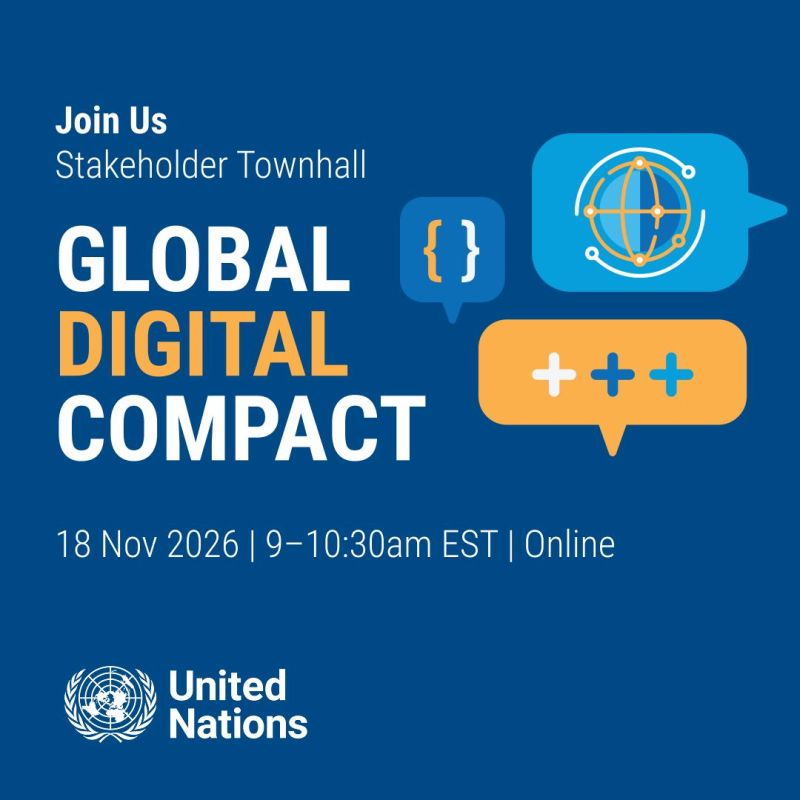 Join Us
Stakeholder Townhall
GLOBAL
DIGITAL
COMPACT
{ }
+++
18 Nov 2026 | 9–10:30am EST | Online
United
Nations